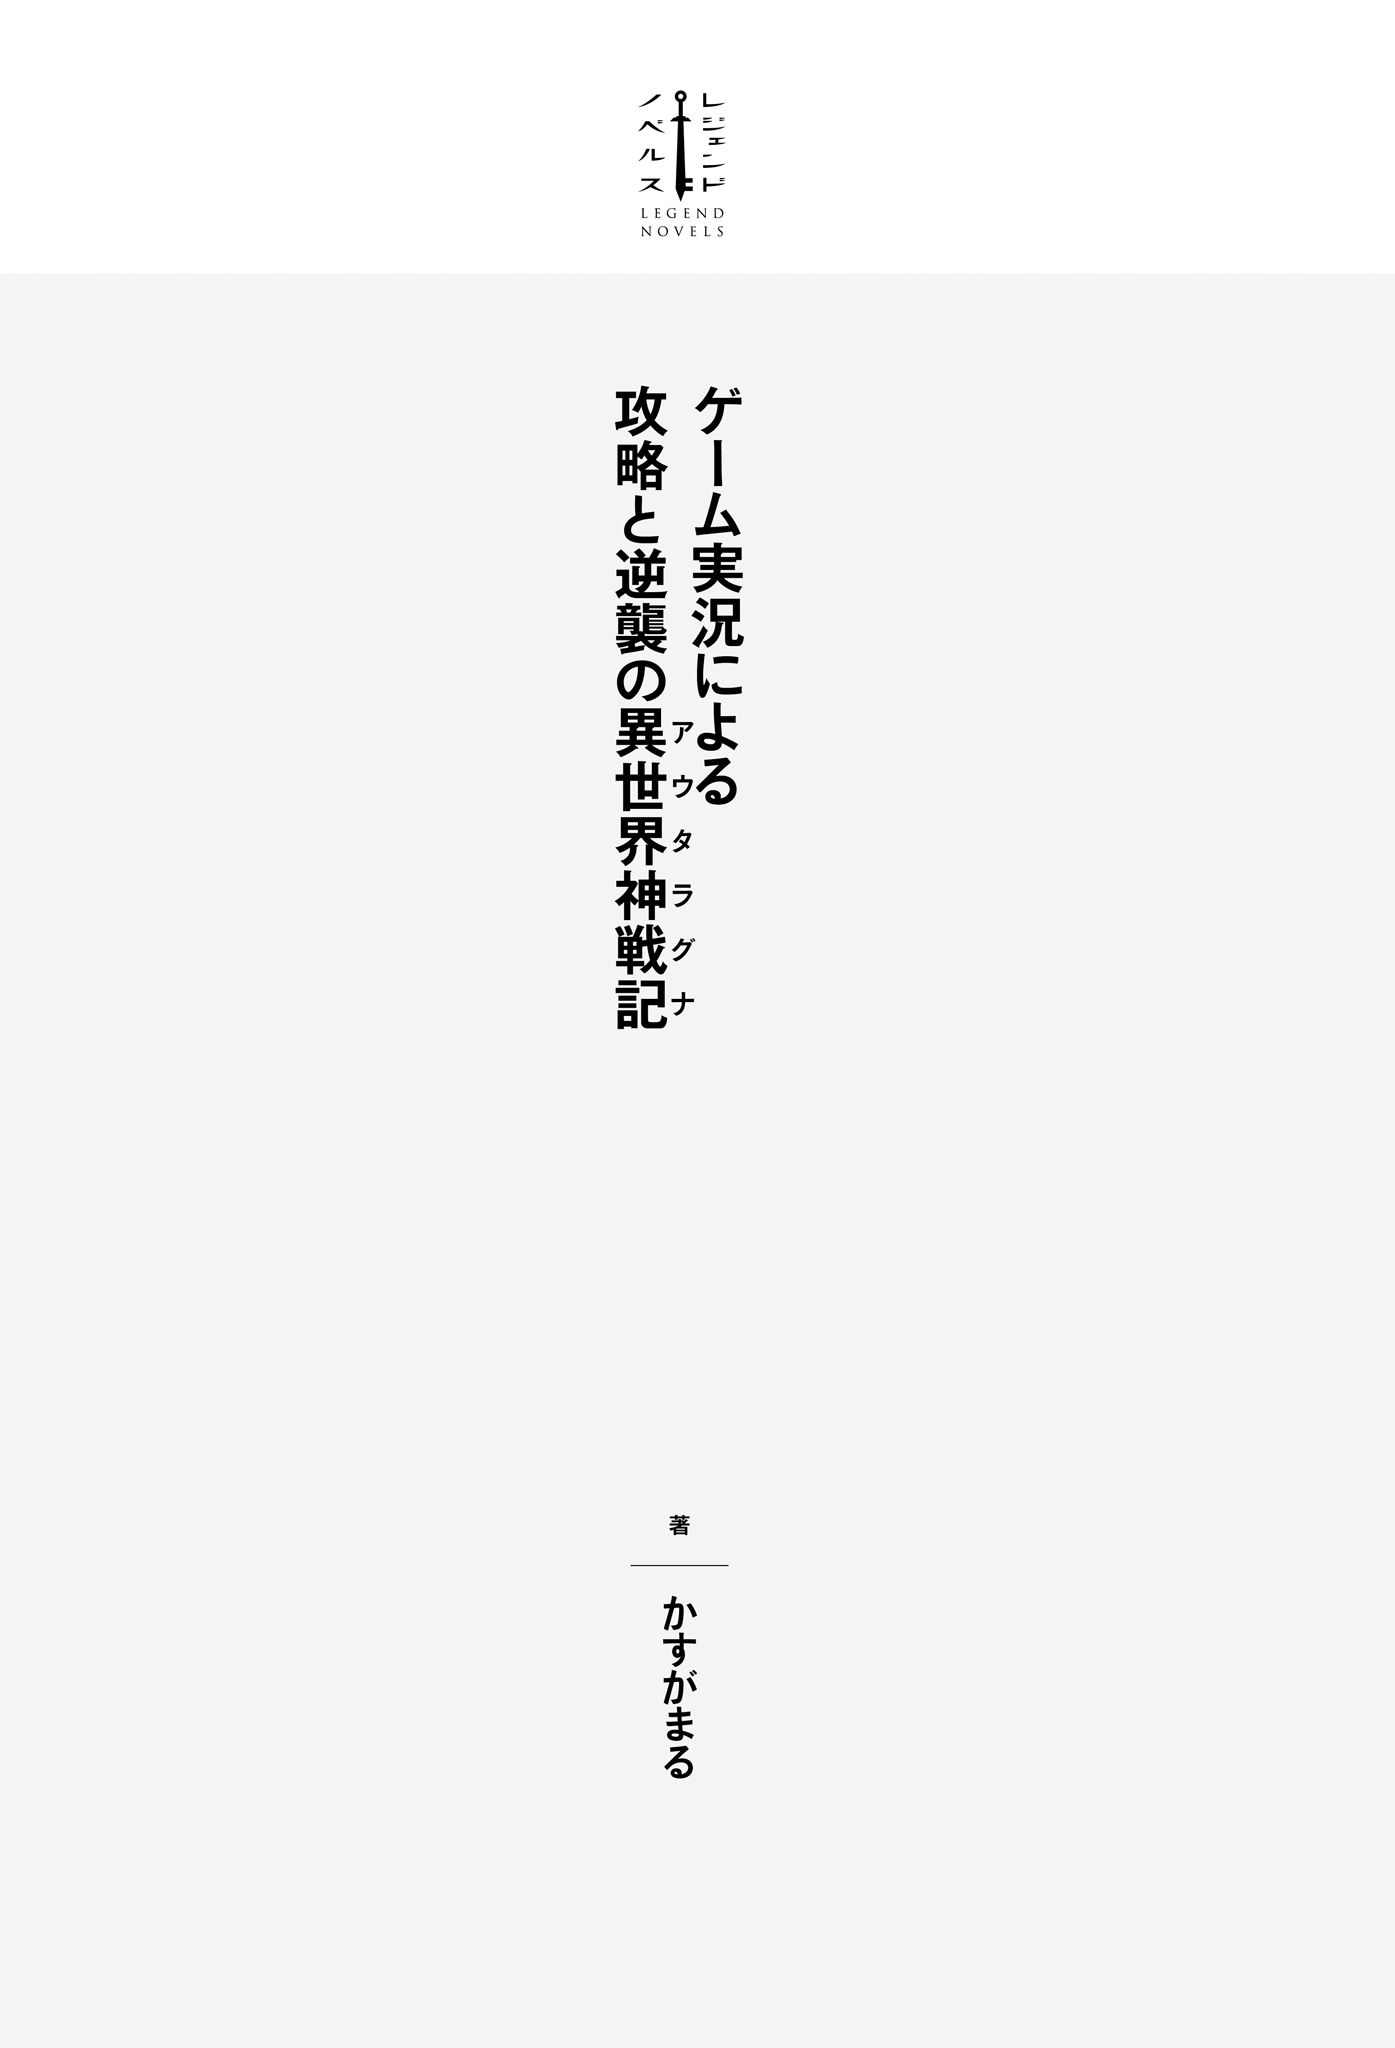 レジェンド
ノベルス
LEGEND
NOVELS
ゲーム実況による
攻略と逆襲の異世界神戦記
アウタラグナ
著
かすがまる